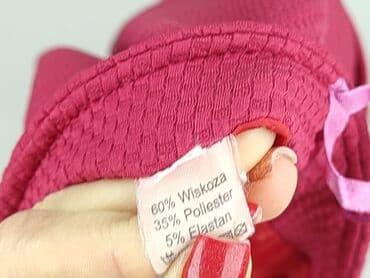 60% Wiskoza
35% Poliester
5% Elastan